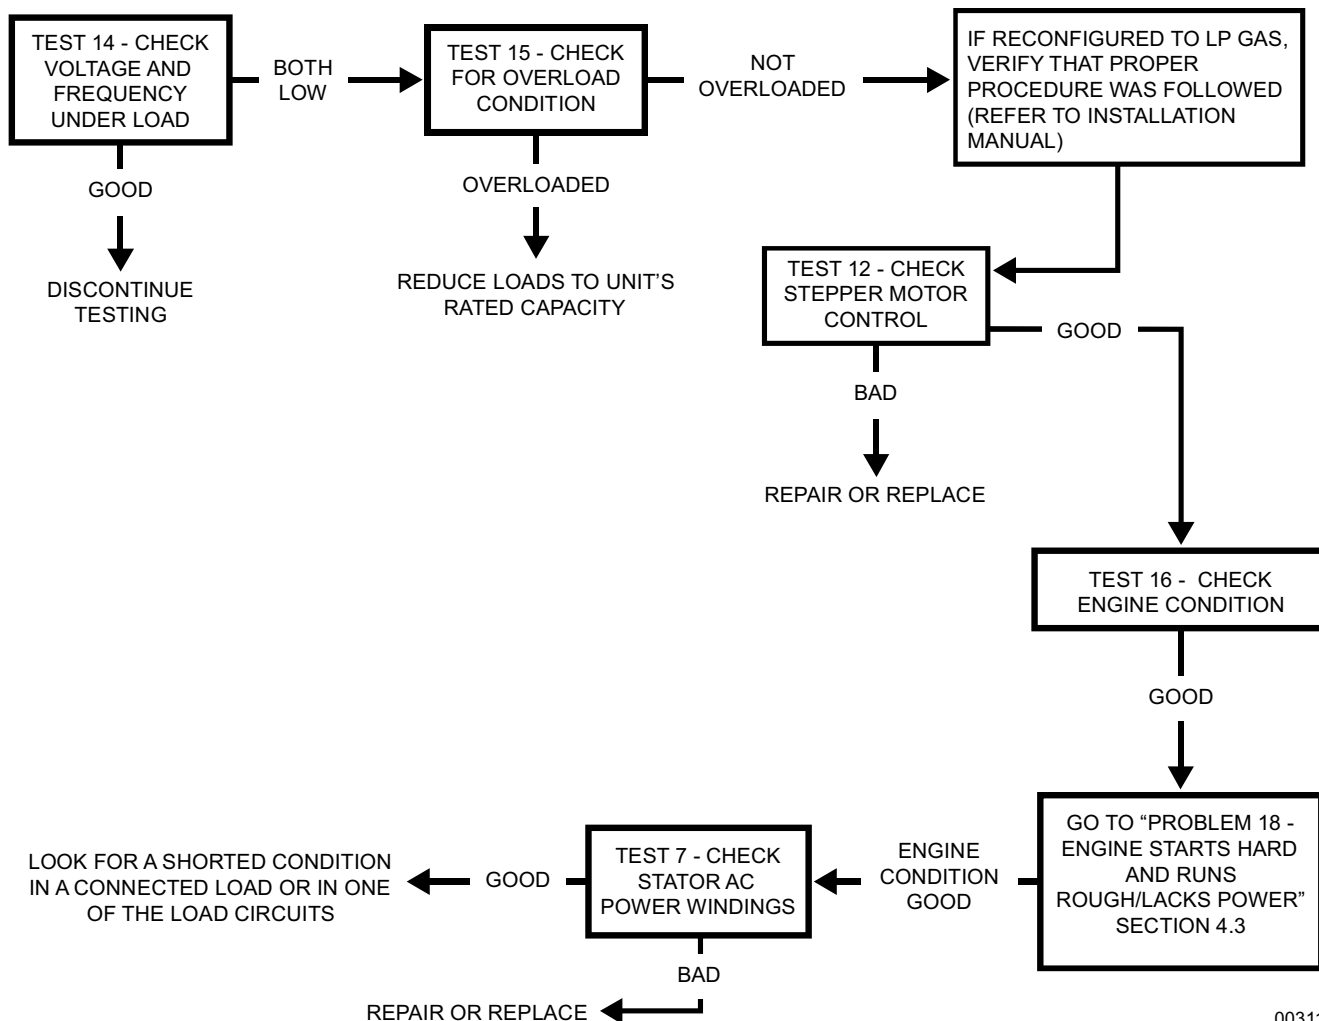 TEST 14 - CHECK
VOLTAGE AND
FREQUENCY
UNDER LOAD
BOTH
LOW
TEST 15 - CHECK
FOR OVERLOAD
CONDITION
NOT
OVERLOADED
IF RECONFIGURED TO LP GAS,
VERIFY THAT PROPER
PROCEDURE WAS FOLLOWED
(REFER TO INSTALLATION
MANUAL)
GOOD
DISCONTINUE
TESTING
OVERLOADED
REDUCE LOADS TO UNIT'S
RATED CAPACITY
TEST 12 - CHECK
STEPPER MOTOR
CONTROL
GOOD
BAD
REPAIR OR REPLACE
TEST 16 -  CHECK
ENGINE CONDITION
GOOD
GO TO “PROBLEM 18 -
ENGINE STARTS HARD
AND RUNS
ROUGH/LACKS POWER”
SECTION 4.3
ENGINE
CONDITION
GOOD
TEST 7 - CHECK
STATOR AC
POWER WINDINGS
GOOD
LOOK FOR A SHORTED CONDITION
IN A CONNECTED LOAD OR IN ONE
OF THE LOAD CIRCUITS
BAD
REPAIR OR REPLACE